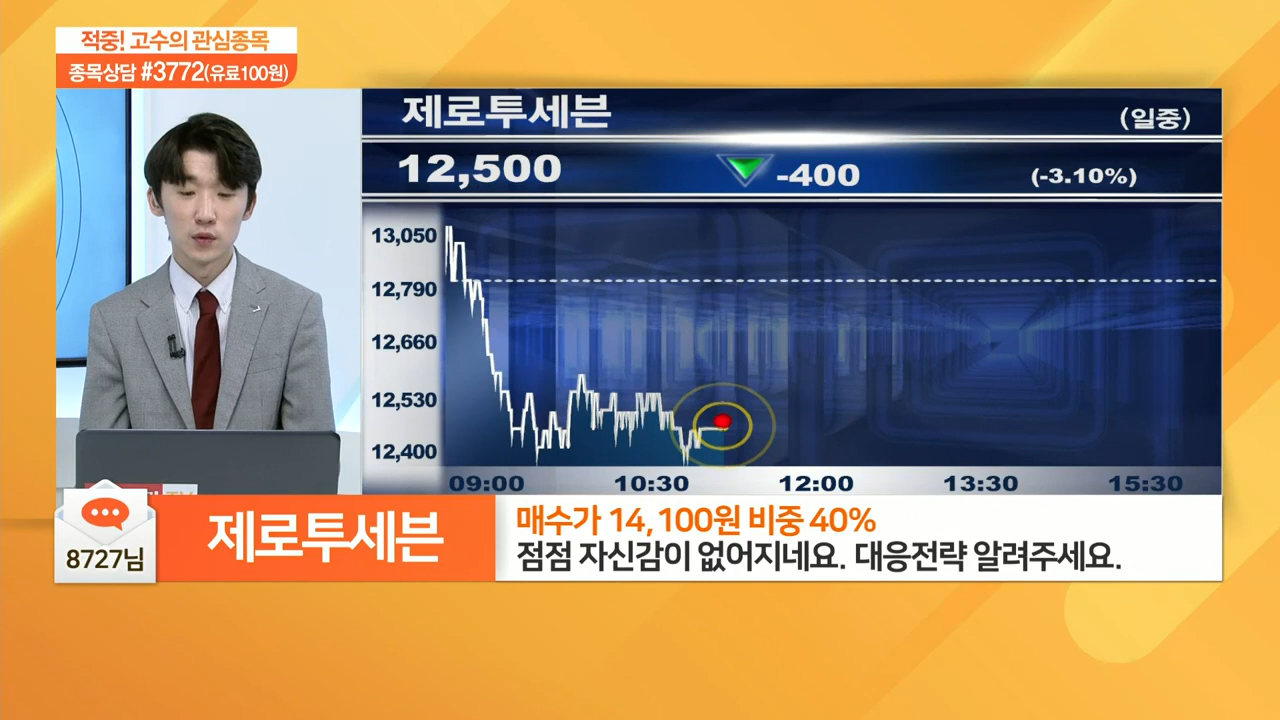 적중! 고수의 관심종목
종목상담 #3772(유료100원)
제로투세븐
(일중)
12,500
-400
(-3.10%)
13,050
12,790
12,660
12,530
12,400
09:00
10:30
12:00
13:30
15:30
8727님
제로투세븐
매수가 14,100원 비중 40%
점점 자신감이 없어지네요. 대응전략 알려주세요.